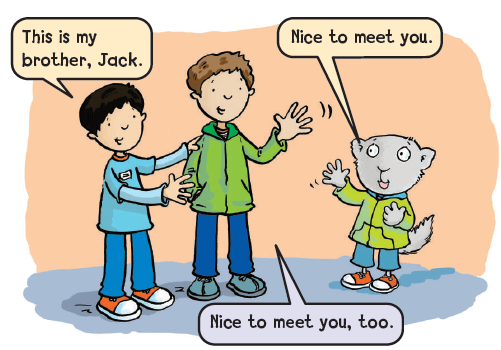 This is my
brother, Jack.
Nice to meet you.
Nice to meet you, too.